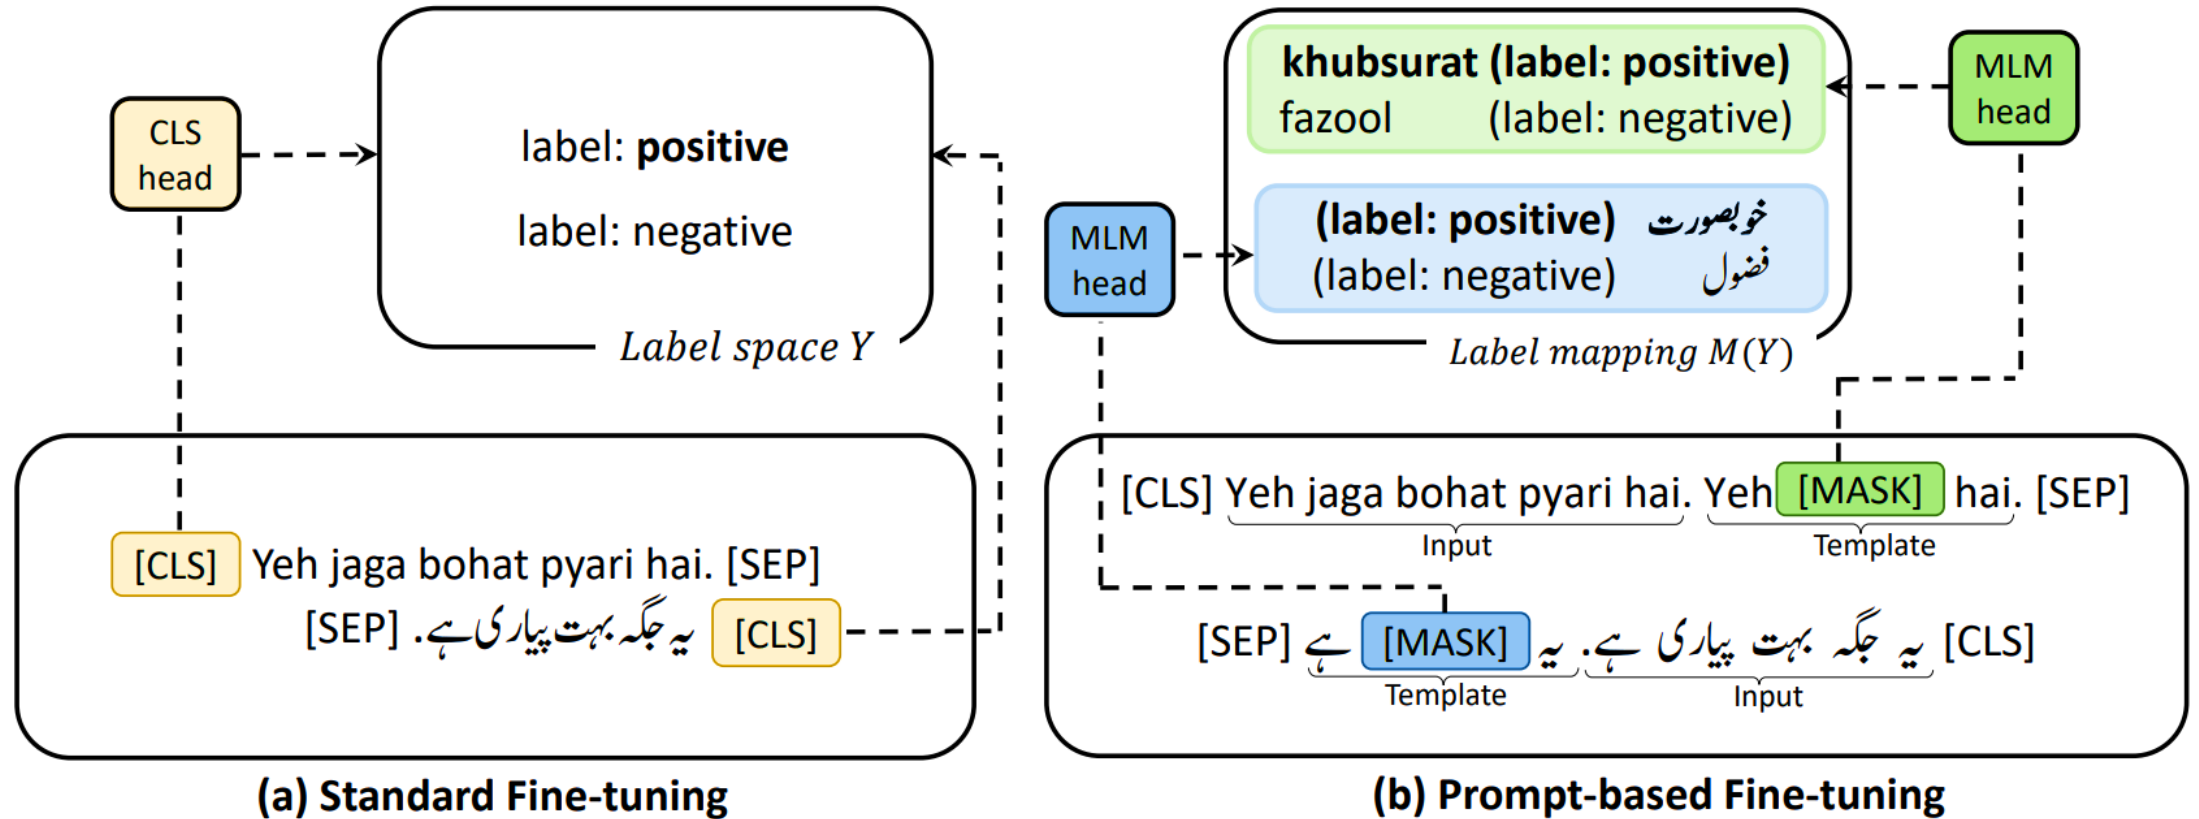 CLS
head
label: positive
label: negative
Label space Y
[CLS] Yeh jaga bohat pyari hai. [SEP]
[CLS] یہ جگہ بہت پیاری ہے. [SEP]
(a) Standard Fine-tuning
khubsurat (label: positive)
fazool (label: negative)
MLM
head
خوبصورت (label: positive)
فضول (label: negative)
MLM
head
Label mapping M(Y)
[CLS] Yeh jaga bohat pyari hai. Yeh [MASK] hai. [SEP]
Input Template
[CLS] یہ جگہ بہت پیاری ہے. یہ [MASK] ہے [SEP]
Template Input
(b) Prompt-based Fine-tuning